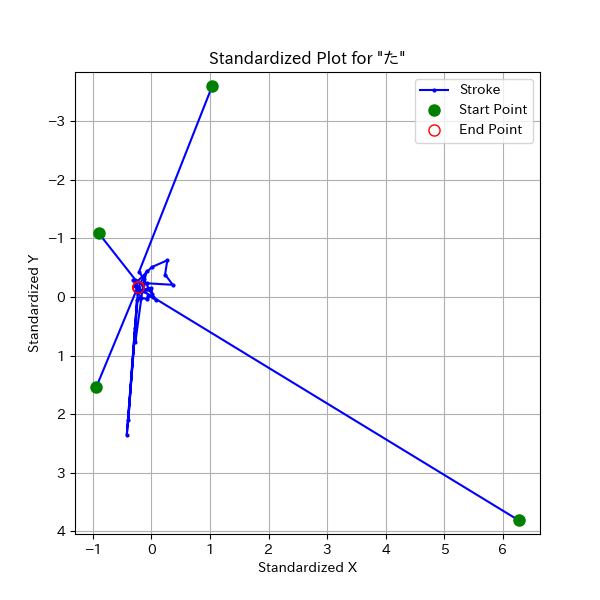 Standardized Plot for "た"
Stroke
Start Point
End Point
Standardized Y
−3
−2
−1
0
1
2
3
4
−1 0 1 2 3 4 5 6
Standardized X